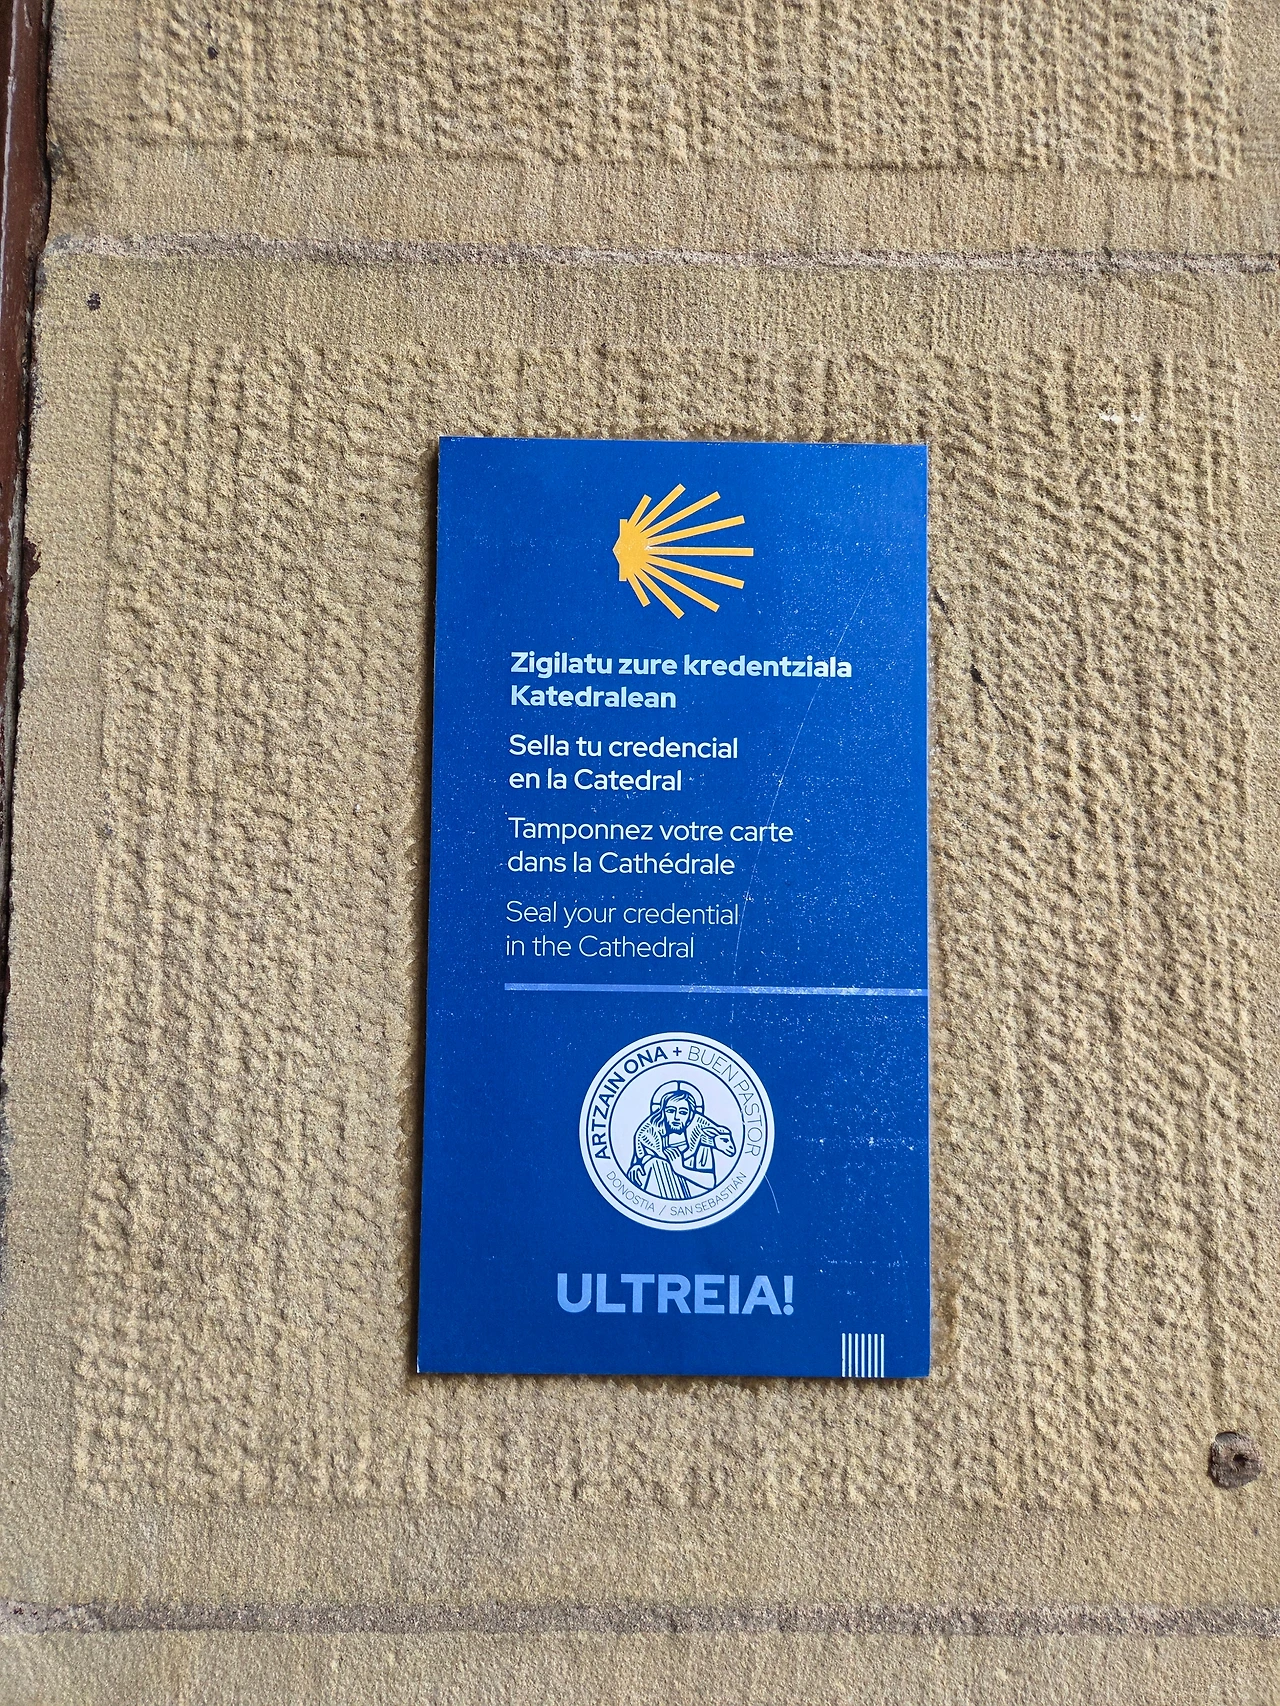 Zigilatu zure kredentziala
Katedralean
Sella tu credencial
en la Catedral
Tamponnez votre carte
dans la Cathédrale
Seal your credential
in the Cathedral
ARTZAIN ONA + BUEN PASTOR
DONOSTIA / SAN SEBASTIAN
ULTREIA!